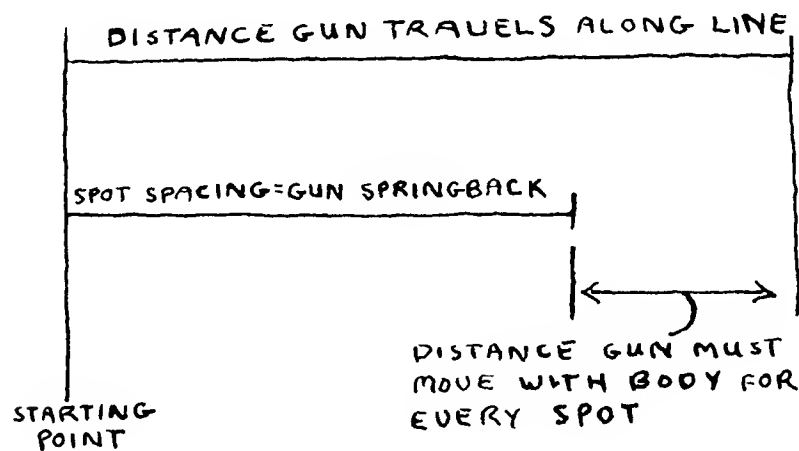 DISTANCE GUN TRAVELS ALONG LINE
SPOT SPACING=GUN SPRINGBACK
DISTANCE GUN MUST
MOVE WITH BODY FOR
EVERY SPOT
STARTING
POINT